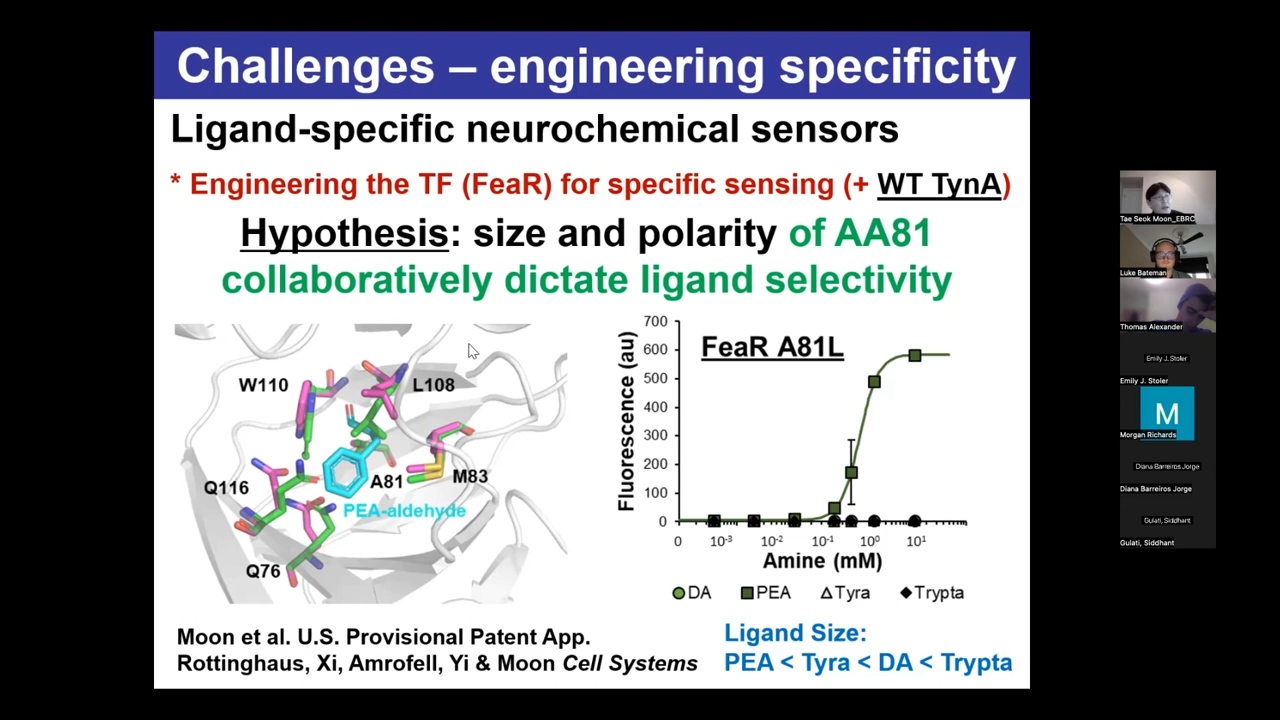 Challenges – engineering specificity
Ligand-specific neurochemical sensors
* Engineering the TF (FeaR) for specific sensing (+ WT TynA)
Hypothesis: size and polarity of AA81
collaboratively dictate ligand selectivity
W110
L108
Q116
A81
M83
PEA-aldehyde
Q76
Fluorescence (au)
700
600
500
400
300
200
100
0
FeaR A81L
0
10-3
10-2
10-1
100
101
Amine (mM)
DA
PEA
Tyra
Trypta
Moon et al. U.S. Provisional Patent App.
Rottinghaus, Xi, Amrofell, Yi & Moon Cell Systems
Ligand Size:
PEA < Tyra < DA < Trypta
Tae Seok Moon_EBRC
Luke Bateman
Thomas Alexander
Emily J. Stoler
Emily J. Stoler
M
Morgan Richards
Diana Barreiros Jorge
Diana Barreiros Jorge
Gulati, Siddhant
Gulati, Siddhant